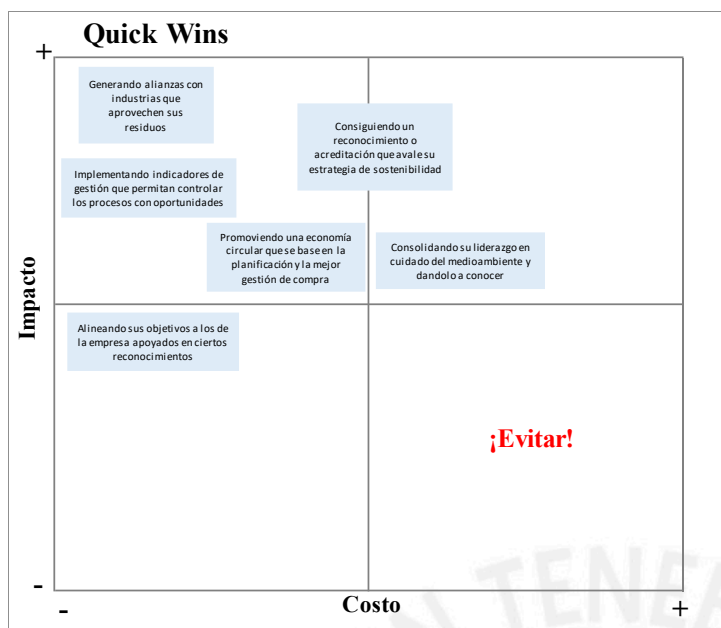 Quick Wins
+
Generando alianzas con
industrias que
aprovechen sus
residuos
Consiguiendo un
reconocimiento o
acreditación que avale su
estrategia de sostenibilidad
Implementando indicadores de
gestión que permitan controlar
los procesos con oportunidades
Promoviendo una economía
circular que se base en la
planificación y la mejor
gestión de compra
Consolidando su liderazgo en
cuidado del medioambiente y
dandolo a conocer
Impacto
Alineando sus objetivos a los de
la empresa apoyados en ciertos
reconocimientos
¡Evitar!
-
-
Costo
+